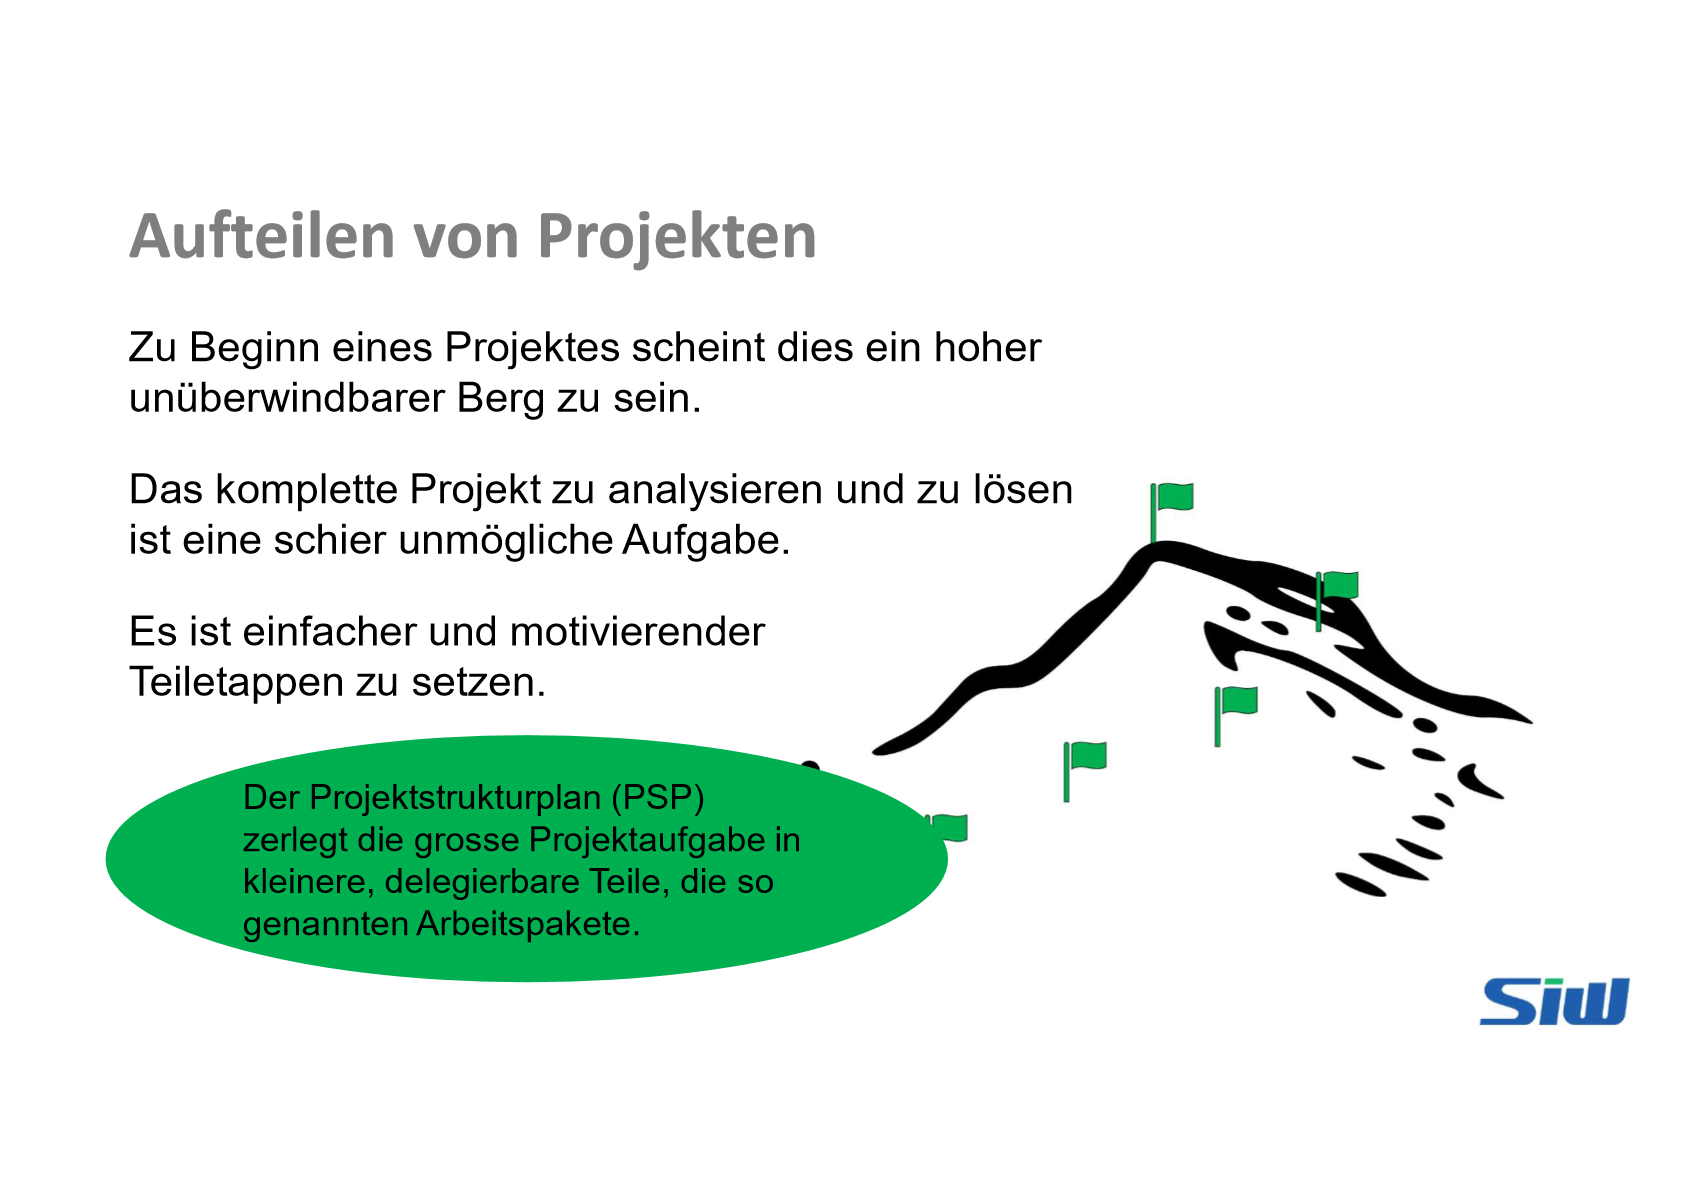 Aufteilen von Projekten
Zu Beginn eines Projektes scheint dies ein hoher
unüberwindbarer Berg zu sein.
Das komplette Projekt zu analysieren und zu lösen
ist eine schier unmögliche Aufgabe.
Es ist einfacher und motivierender
Teiletappen zu setzen.
Der Projektstrukturplan (PSP)
zerlegt die grosse Projektaufgabe in
kleinere, delegierbare Teile, die so
genannten Arbeitspakete.
Siw